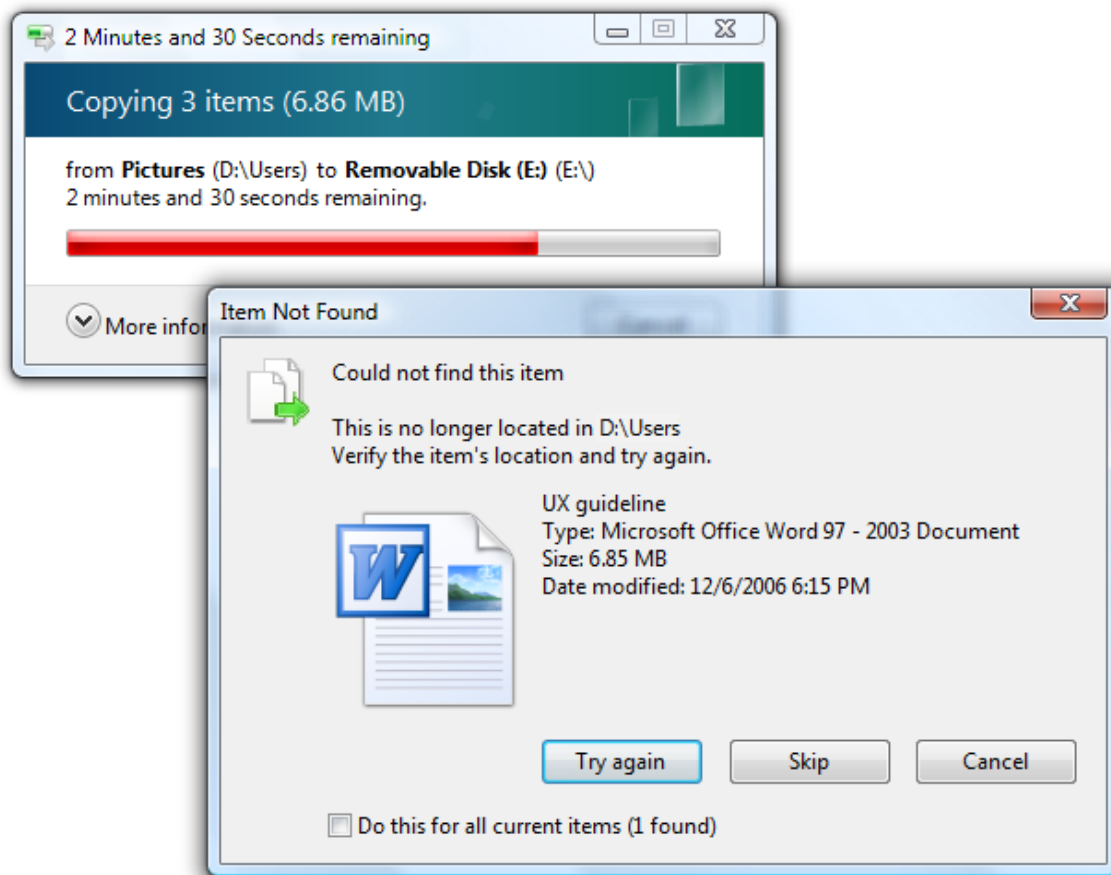 2 Minutes and 30 Seconds remaining
Copying 3 items (6.86 MB)
from Pictures (D:\Users) to Removable Disk (E:) (E:\)
2 minutes and 30 seconds remaining.
More infor
Item Not Found
Could not find this item
This is no longer located in D:\Users
Verify the item's location and try again.
UX guideline
Type: Microsoft Office Word 97 - 2003 Document
Size: 6.85 MB
Date modified: 12/6/2006 6:15 PM
W
Try again
Skip
Cancel
Do this for all current items (1 found)